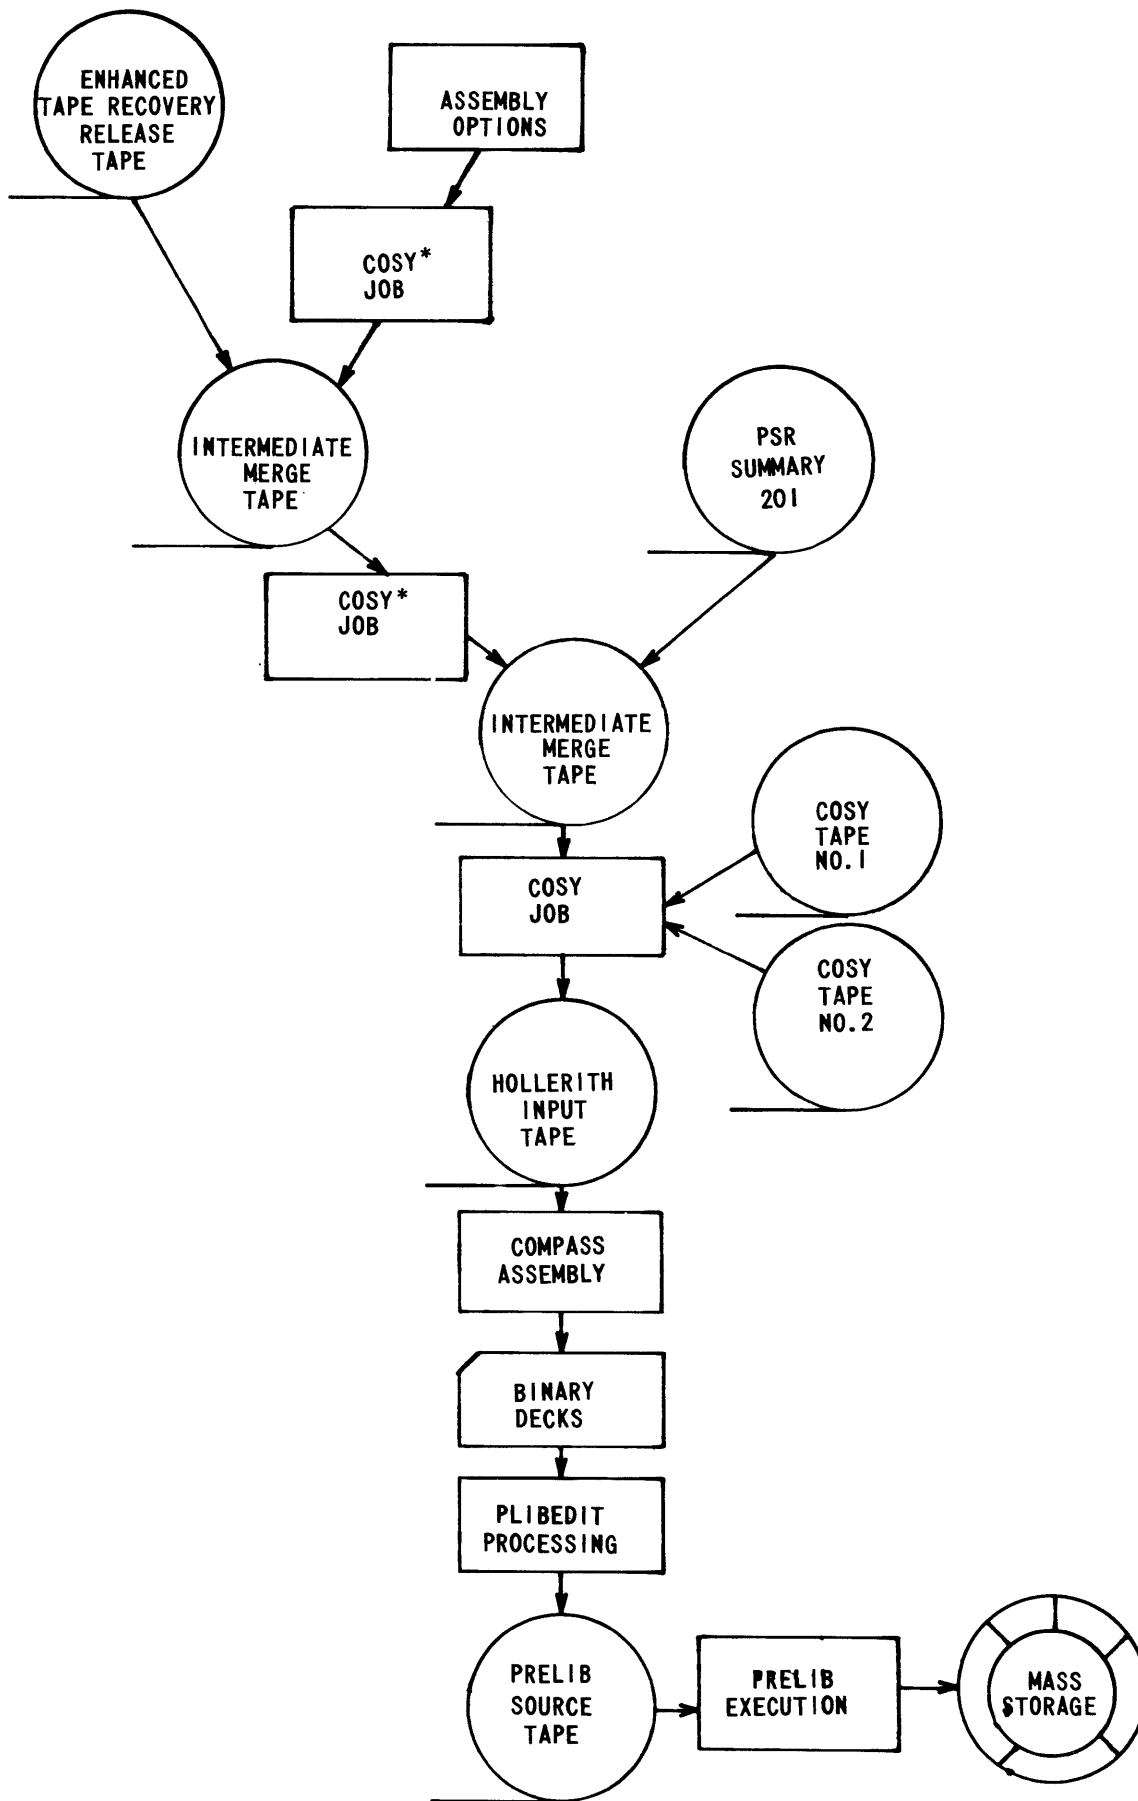 ENHANCED
TAPE RECOVERY
RELEASE
TAPE
ASSEMBLY
OPTIONS
COSY*
JOB
INTERMEDIATE
MERGE
TAPE
PSR
SUMMARY
201
COSY*
JOB
INTERMEDIATE
MERGE
TAPE
COSY
TAPE
NO.1
COSY
JOB
COSY
TAPE
NO.2
HOLLERITH
INPUT
TAPE
COMPASS
ASSEMBLY
BINARY
DECKS
PLIBEDIT
PROCESSING
PRELIB
SOURCE
TAPE
PRELIB
EXECUTION
MASS
STORAGE